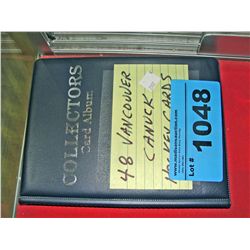 COLLECTORS
Card Album
48 VANCOUVER
CANUCK
HOCKEY CARDS
Lot # 1048